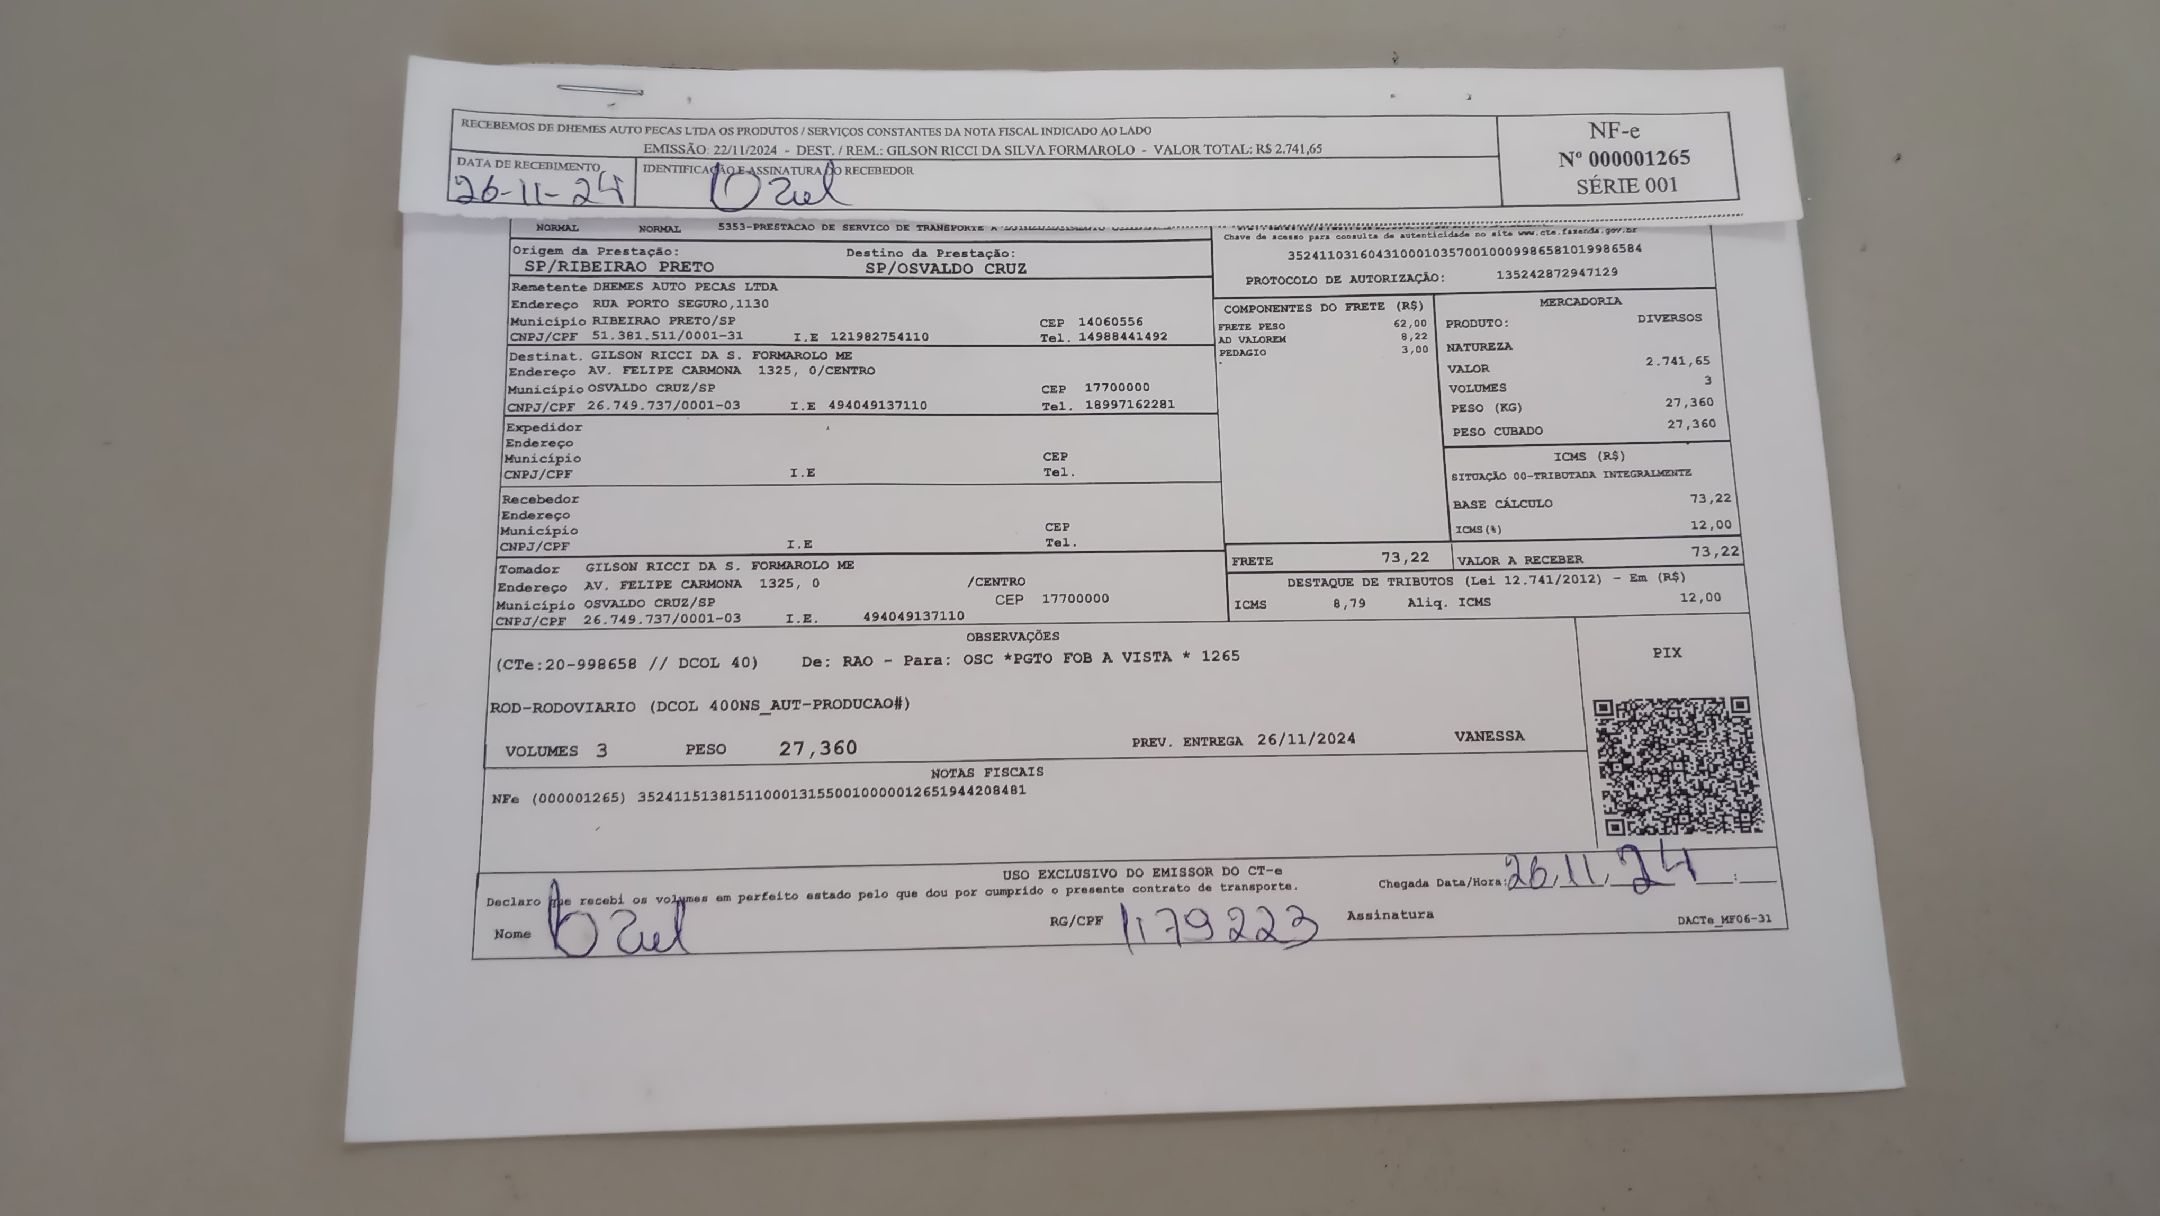 RECEBEMOS DE DHEMES AUTO PECAS LTDA OS PRODUTOS / SERVIÇOS CONSTANTES DA NOTA FISCAL INDICADO AO LADO
EMISSÃO: 22/11/2024 - DEST. / REM.: GILSON RICCI DA SILVA FORMAROLO - VALOR TOTAL: R$ 2.741,65
DATA DE RECEBIMENTO
26-11-24
IDENTIFICAÇÃO E ASSINATURA DO RECEBEDOR
Oziel
NF-e
Nº 000001265
SÉRIE 001
NORMAL NORMAL 5353-PRESTACAO DE SERVICO DE TRANSPORTE A
Chave de acesso para consulta de autenticidade no site www.cte.fazenda.gov.br
35241103160431000103570010009986581019986584
PROTOCOLO DE AUTORIZAÇÃO: 135242872947129
Origem da Prestação: Destino da Prestação:
SP/RIBEIRAO PRETO SP/OSVALDO CRUZ
Remetente DHEMES AUTO PECAS LTDA
Endereço RUA PORTO SEGURO,1130
Município RIBEIRAO PRETO/SP CEP 14060556
CNPJ/CPF 51.381.511/0001-31 I.E 121982754110 Tel. 14988441492
Destinat. GILSON RICCI DA S. FORMAROLO ME
Endereço AV. FELIPE CARMONA 1325, 0/CENTRO
Município OSVALDO CRUZ/SP CEP 17700000
CNPJ/CPF 26.749.737/0001-03 I.E 494049137110 Tel. 18997162281
Expedidor
Endereço
Município CEP
CNPJ/CPF I.E Tel.
Recebedor
Endereço
Município CEP
CNPJ/CPF I.E Tel.
Tomador GILSON RICCI DA S. FORMAROLO ME
Endereço AV. FELIPE CARMONA 1325, 0 /CENTRO
Município OSVALDO CRUZ/SP CEP 17700000
CNPJ/CPF 26.749.737/0001-03 I.E. 494049137110
COMPONENTES DO FRETE (R$)
FRETE PESO 62,00
AD VALOREM 8,22
PEDAGIO 3,00
MERCADORIA
PRODUTO: DIVERSOS
NATUREZA
VALOR 2.741,65
VOLUMES 3
PESO (KG) 27,360
PESO CUBADO 27,360
ICMS (R$)
SITUAÇÃO 00-TRIBUTADA INTEGRALMENTE
BASE CÁLCULO 73,22
ICMS(%) 12,00
FRETE 73,22 VALOR A RECEBER 73,22
DESTAQUE DE TRIBUTOS (Lei 12.741/2012) - Em (R$)
ICMS 8,79 Aliq. ICMS 12,00
OBSERVAÇÕES
(CTe:20-998658 // DCOL 40) De: RAO - Para: OSC *PGTO FOB A VISTA * 1265
ROD-RODOVIARIO (DCOL 400NS_AUT-PRODUCAO#)
VOLUMES 3 PESO 27,360 PREV. ENTREGA 26/11/2024 VANESSA
PIX
NOTAS FISCAIS
NFe (000001265) 35241151381511000131550010000012651944208481
USO EXCLUSIVO DO EMISSOR DO CT-e
Declaro que recebi os volumes em perfeito estado pelo que dou por cumprido o presente contrato de transporte.
Chegada Data/Hora: 26,11,24 :
Nome Oziel RG/CPF 1179223 Assinatura
DACTe_MF06-31